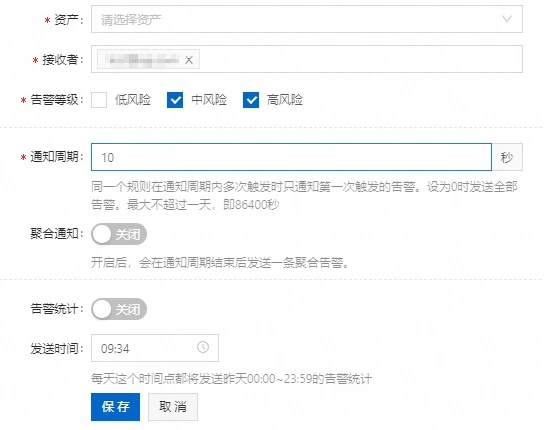 * 资产: 请选择资产
* 接收者:
* 告警等级: 低风险 中风险 高风险
* 通知周期: 10 秒
同一个规则在通知周期内多次触发时只通知第一次触发的告警。设为0时发送全部
告警。最大不超过一天，即86400秒
聚合通知: 关闭
开启后，会在通知周期结束后发送一条聚合告警。
告警统计: 关闭
发送时间: 09:34
每天这个时间点都将发送昨天00:00~23:59的告警统计
保存 取消